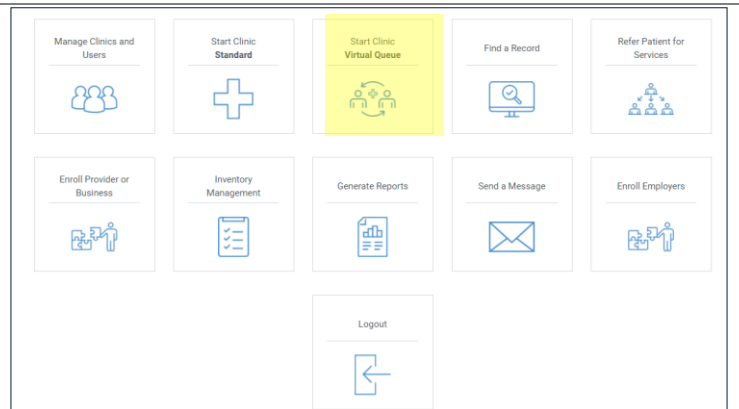 Manage Clinics and
Users
Start Clinic
Standard
Start Clinic
Virtual Queue
Find a Record
Refer Patient for
Services
Enroll Provider or
Business
Inventory
Management
Generate Reports
Send a Message
Enroll Employers
Logout